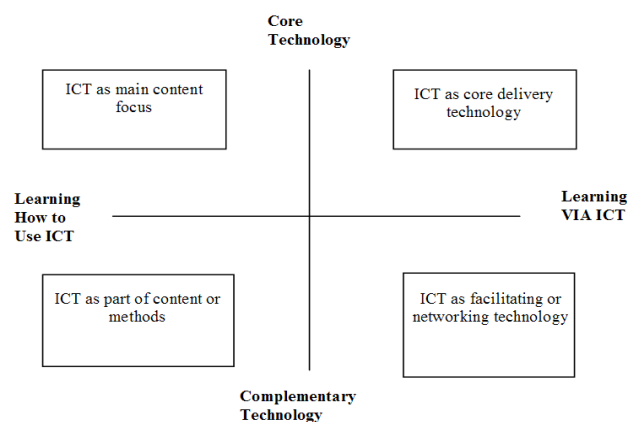 Core
Technology
ICT as main content
focus
ICT as core delivery
technology
Learning
How to
Use ICT
Learning
VIA ICT
ICT as part of content or
methods
ICT as facilitating or
networking technology
Complementary
Technology